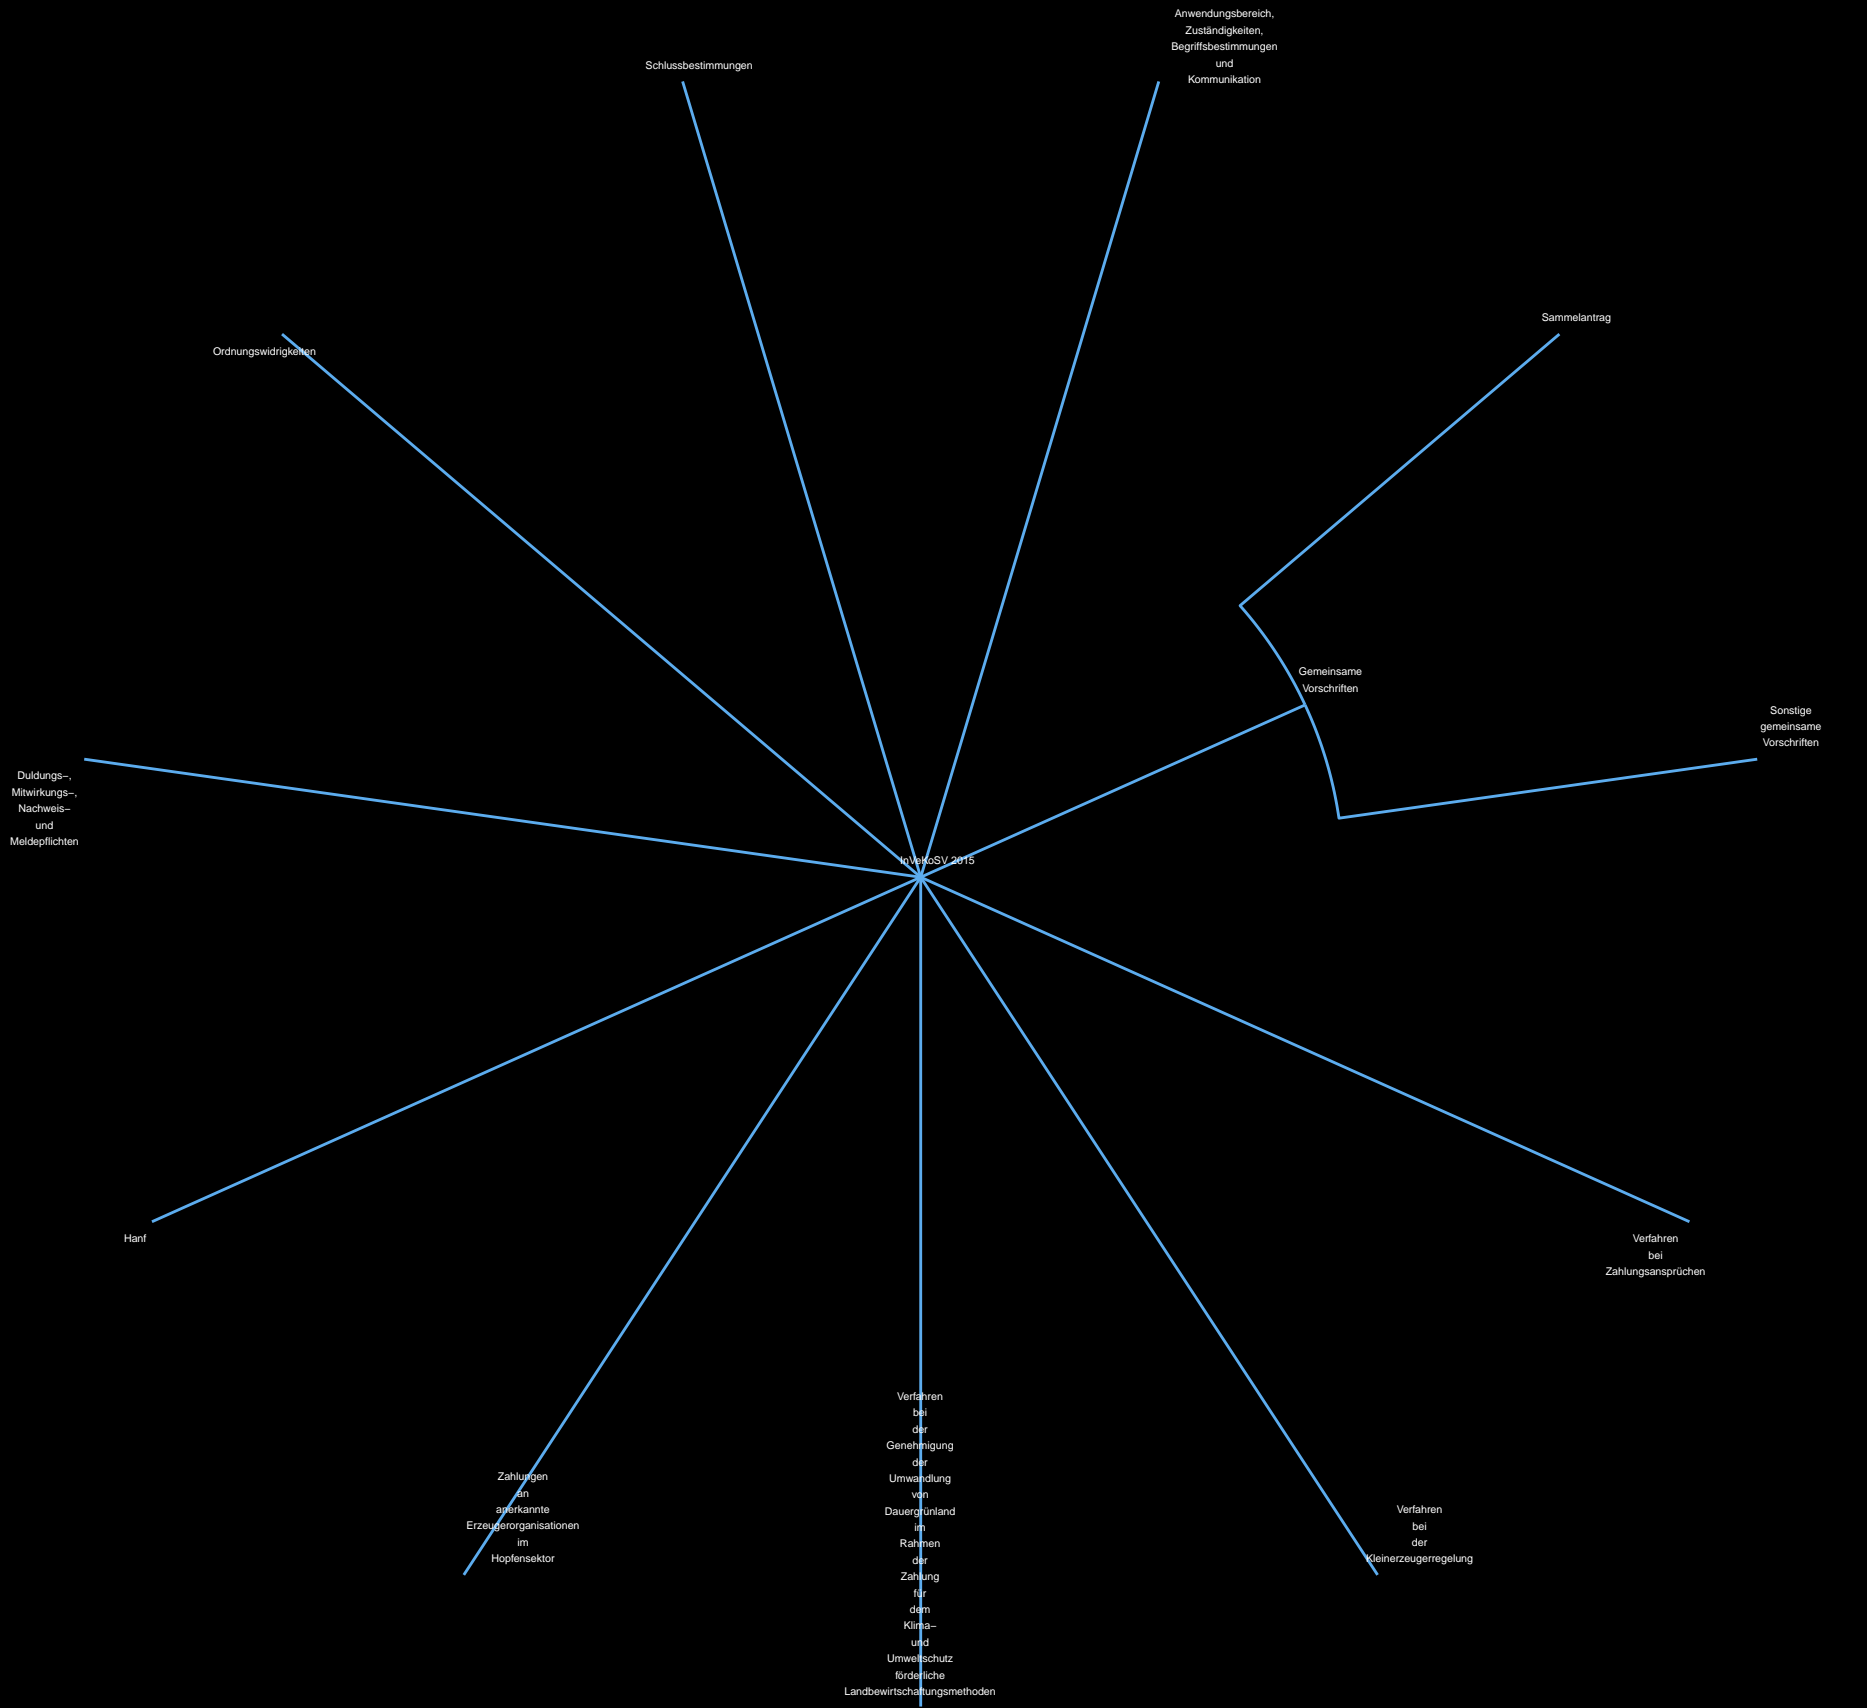 Anwendungsbereich,
Zuständigkeiten,
Begriffsbestimmungen
und
Kommunikation
Schlussbestimmungen
Sammelantrag
Ordnungswidrigkeiten
Gemeinsame
Vorschriften
Sonstige
gemeinsame
Vorschriften
Duldungs−,
Mitwirkungs−,
Nachweis−
und
Meldepflichten
InVeKoSV 2015
Hanf
Verfahren
bei
Zahlungsansprüchen
Verfahren
bei
der
Genehmigung
der
Umwandlung
von
Dauergrünland
im
Rahmen
der
Zahlung
für
dem
Klima−
und
Umweltschutz
förderliche
Landbewirtschaftungsmethoden
Zahlungen
an
anerkannte
Erzeugerorganisationen
im
Hopfensektor
Verfahren
bei
der
Kleinerzeugerregelung